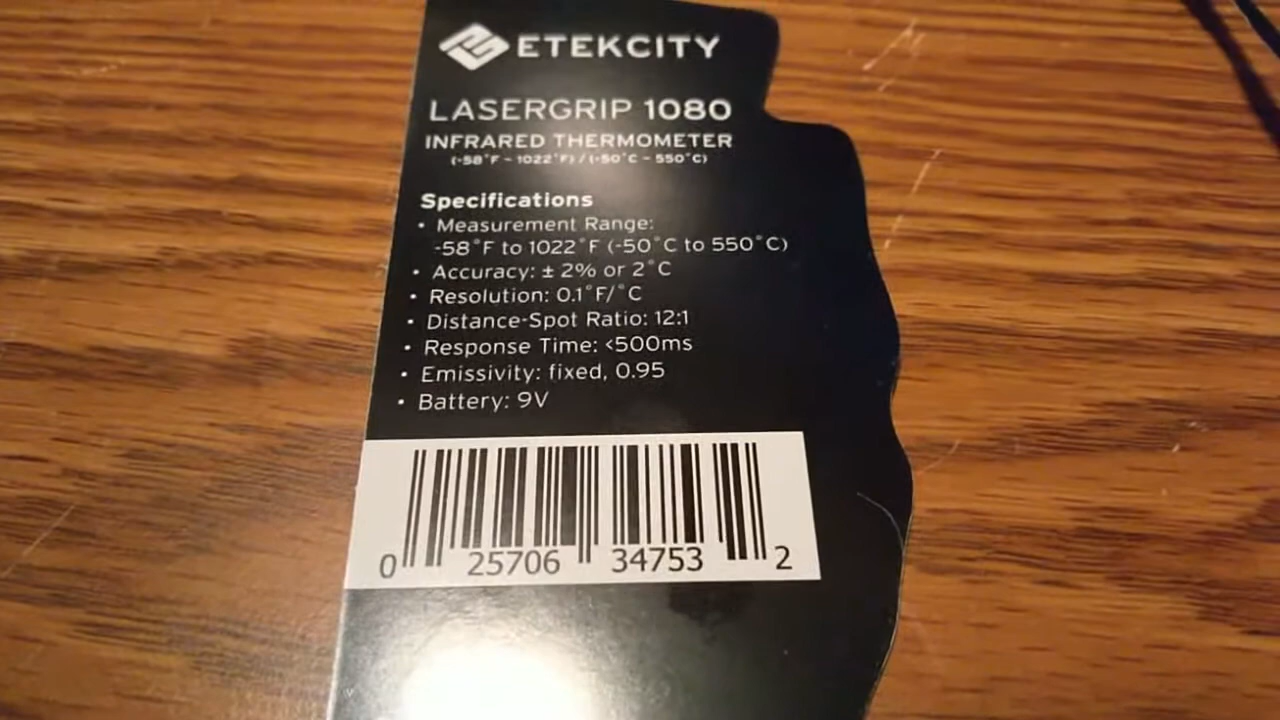 ETEKCITY
LASERGRIP 1080
INFRARED THERMOMETER
(-58°F - 1022°F) / (-50°C - 550°C)
Specifications
• Measurement Range:
-58°F to 1022°F (-50°C to 550°C)
• Accuracy: ± 2% or 2°C
• Resolution: 0.1°F/°C
• Distance-Spot Ratio: 12:1
• Response Time: <500ms
• Emissivity: fixed, 0.95
• Battery: 9V
0 25706 34753 2